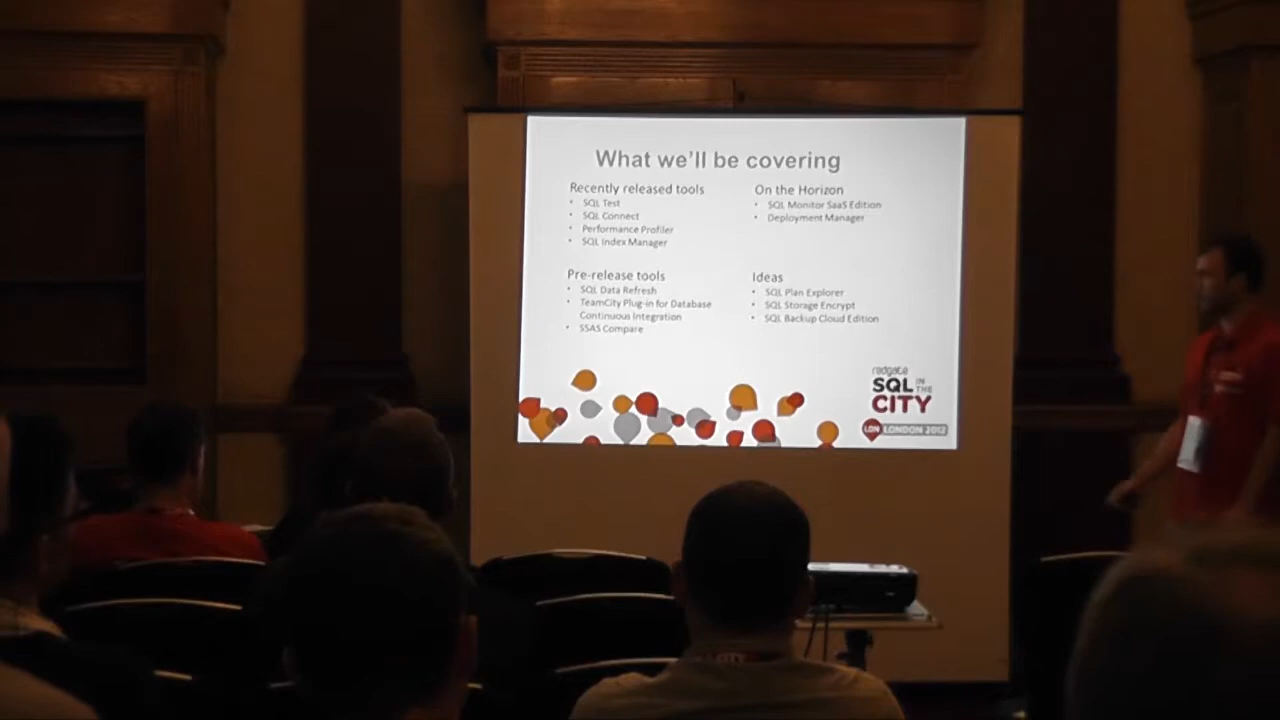 What we'll be covering
Recently released tools
• SQL Test
• SQL Connect
• Performance Profiler
• SQL Index Manager
On the Horizon
• SQL Monitor SaaS Edition
• Deployment Manager
Pre-release tools
• SQL Data Refresh
• TeamCity Plug-in for Database
Continuous Integration
• SSAS Compare
Ideas
• SQL Plan Explorer
• SQL Storage Encrypt
• SQL Backup Cloud Edition
redgate
SQL IN THE
CITY
LDN LONDON 2012